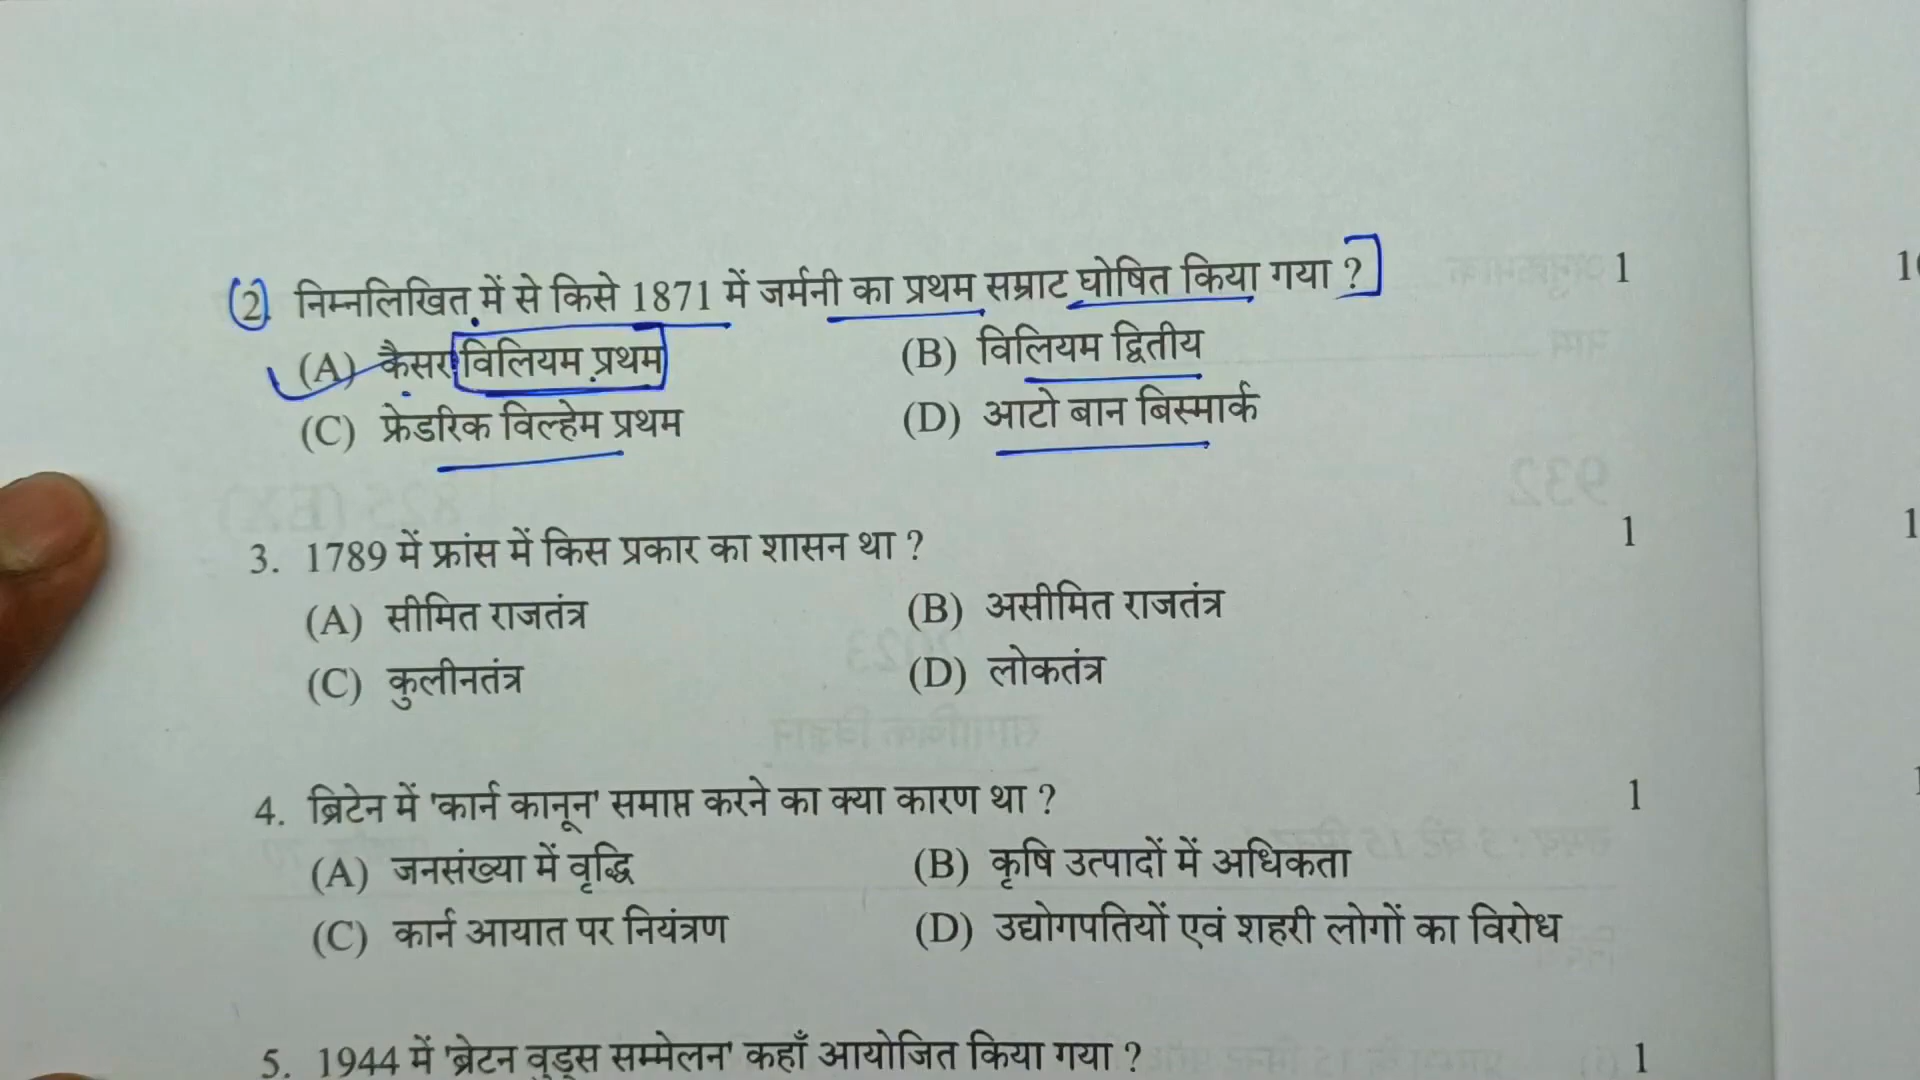 2. निम्नलिखित में से किसे 1871 में जर्मनी का प्रथम सम्राट घोषित किया गया ? 1
(A) कैसर विलियम प्रथम (B) विलियम द्वितीय
(C) फ्रेडरिक विल्हेम प्रथम (D) आटो बान बिस्मार्क
3. 1789 में फ्रांस में किस प्रकार का शासन था ? 1
(A) सीमित राजतंत्र (B) असीमित राजतंत्र
(C) कुलीनतंत्र (D) लोकतंत्र
4. ब्रिटेन में 'कार्न कानून' समाप्त करने का क्या कारण था ? 1
(A) जनसंख्या में वृद्धि (B) कृषि उत्पादों में अधिकता
(C) कार्न आयात पर नियंत्रण (D) उद्योगपतियों एवं शहरी लोगों का विरोध
5. 1944 में 'ब्रेटन वुड्स सम्मेलन' कहाँ आयोजित किया गया ? 1